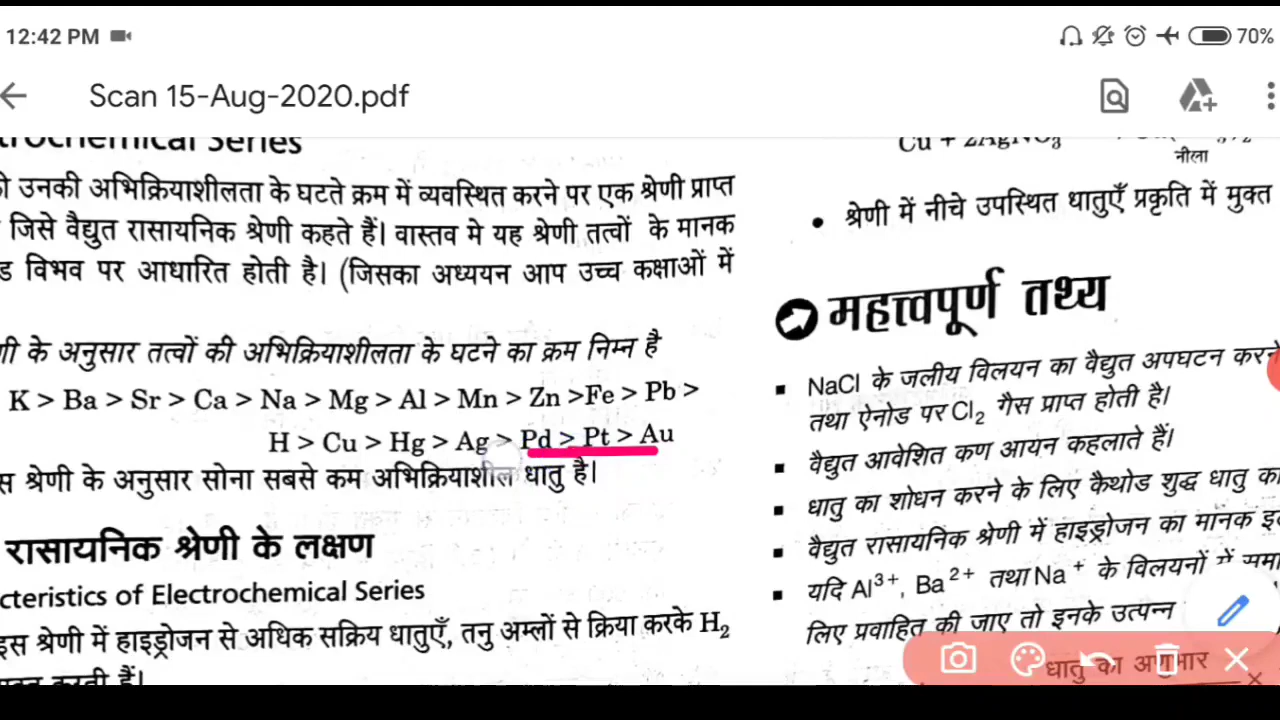 12:42 PM
70%
Scan 15-Aug-2020.pdf
Series
उनकी अभिक्रियाशीलता के घटते क्रम में व्यवस्थित करने पर एक श्रेणी प्राप्त
जिसे वैद्युत रासायनिक श्रेणी कहते हैं। वास्तव मे यह श्रेणी तत्वों के मानक
विभव पर आधारित होती है। (जिसका अध्ययन आप उच्च कक्षाओं में
के अनुसार तत्वों की अभिक्रियाशीलता के घटने का क्रम निम्न है
K > Ba > Sr > Ca > Na > Mg > Al > Mn > Zn >Fe > Pb >
H > Cu > Hg > Ag > Pd > Pt > Au
श्रेणी के अनुसार सोना सबसे कम अभिक्रियाशील धातु है।
रासायनिक श्रेणी के लक्षण
cteristics of Electrochemical Series
इस श्रेणी में हाइड्रोजन से अधिक सक्रिय धातुएँ, तनु अम्लों से क्रिया करके H₂
करती हैं।
नीला
• श्रेणी में नीचे उपस्थित धातुएँ प्रकृति में मुक्त
महत्त्वपूर्ण तथ्य
▪ NaCl के जलीय विलयन का वैद्युत अपघटन करने
तथा ऐनोड पर Cl₂ गैस प्राप्त होती है।
▪ वैद्युत आवेशित कण आयन कहलाते हैं।
▪ धातु का शोधन करने के लिए कैथोड शुद्ध धातु का
▪ वैद्युत रासायनिक श्रेणी में हाइड्रोजन का मानक
▪ यदि Al³⁺, Ba²⁺ तथा Na⁺ के विलयनों में
लिए प्रवाहित की जाए तो इनके उत्पन्न
धातु का अणुभार